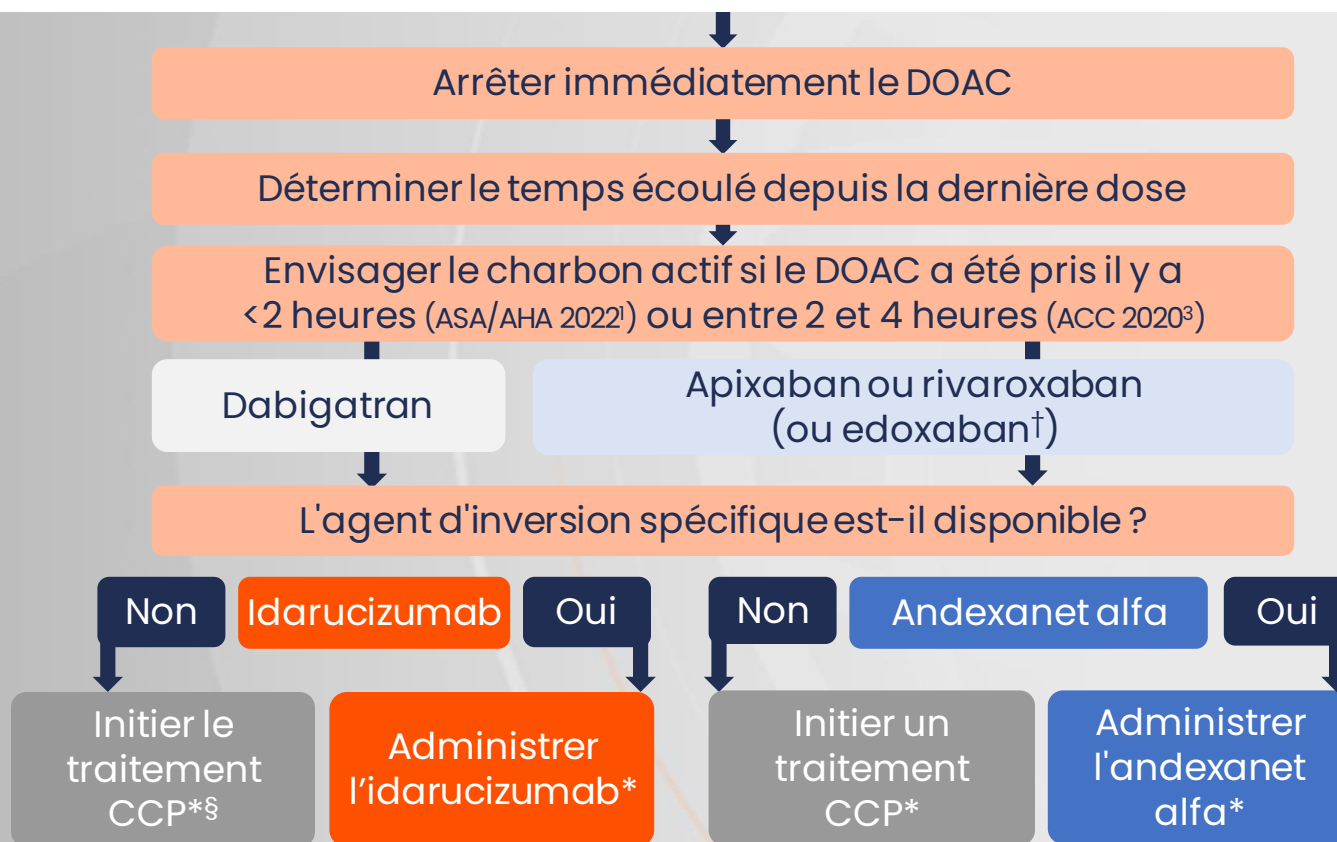 Arrêter immédiatement le DOAC
Déterminer le temps écoulé depuis la dernière dose
Envisager le charbon actif si le DOAC a été pris il y a
<2 heures (ASA/AHA 2022¹) ou entre 2 et 4 heures (ACC 2020³)
Dabigatran
Apixaban ou rivaroxaban
(ou edoxaban†)
L'agent d'inversion spécifique est-il disponible ?
Non
Idarucizumab
Oui
Non
Andexanet alfa
Oui
Initier le
traitement
CCP*§
Administrer
l’idarucizumab*
Initier un
traitement
CCP*
Administrer
l'andexanet
alfa*